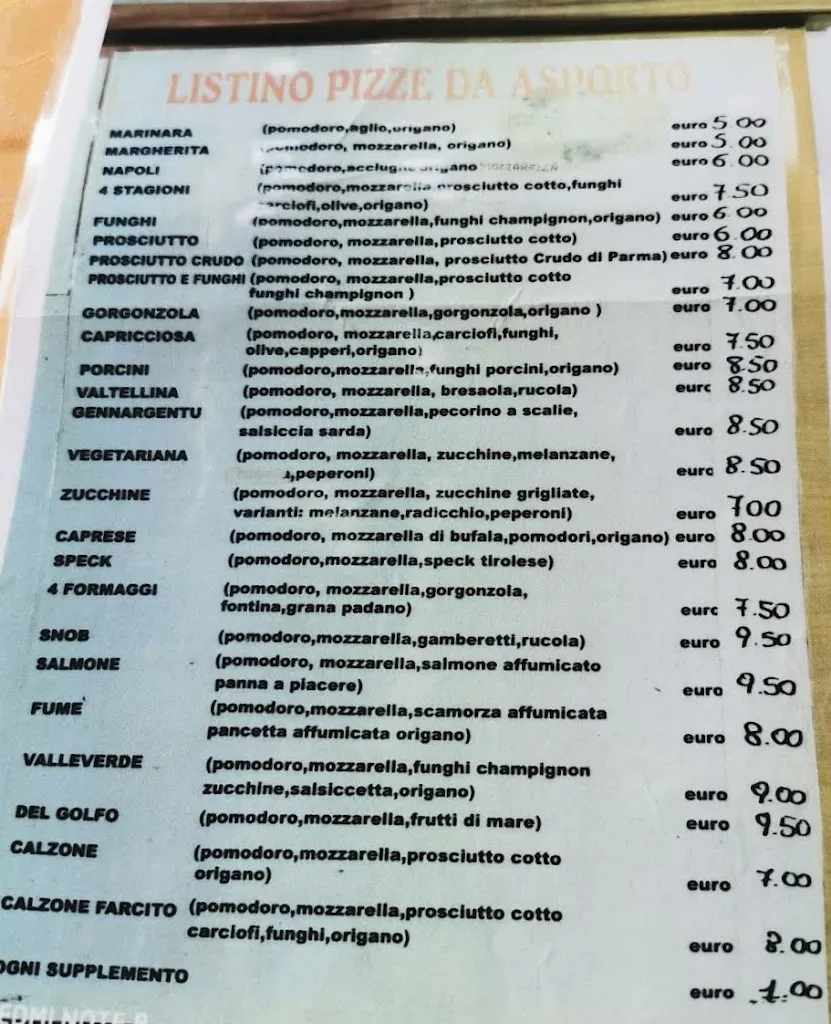 LISTINO PIZZE DA ASPORTO
MARINARA (pomodoro,aglio,origano) euro 5.00
MARGHERITA (pomodoro, mozzarella, origano) euro 5.00
NAPOLI (pomodoro,acciughe origano MOZZARELLA euro 6.00
4 STAGIONI (pomodoro,mozzarella prosciutto cotto,funghi
carciofi,olive,origano) euro 7.50
FUNGHI (pomodoro,mozzarella,funghi champignon,origano) euro 6.00
PROSCIUTTO (pomodoro, mozzarella,prosciutto cotto) euro 6.00
PROSCIUTTO CRUDO (pomodoro, mozzarella, prosciutto Crudo di Parma) euro 8.00
PROSCIUTTO E FUNGHI (pomodoro, mozzarella,prosciutto cotto
funghi champignon ) euro 7.00
GORGONZOLA (pomodoro,mozzarella,gorgonzola,origano ) euro 7.00
CAPRICCIOSA (pomodoro, mozzarella,carciofi,funghi,
olive,capperi,origano) euro 7.50
PORCINI (pomodoro,mozzarella,funghi porcini,origano) euro 8.50
VALTELLINA (pomodoro, mozzarella, bresaola,rucola) euro 8.50
GENNARGENTU (pomodoro,mozzarella,pecorino a scalie,
salsiccia sarda) euro 8.50
VEGETARIANA (pomodoro, mozzarella, zucchine,melanzane,
,peperoni) euro 8.50
ZUCCHINE (pomodoro, mozzarella, zucchine grigliate,
varianti: melanzane,radicchio,peperoni) euro 700
CAPRESE (pomodoro, mozzarella di bufala,pomodori,origano) euro 8.00
SPECK (pomodoro,mozzarella,speck tirolese) euro 8.00
4 FORMAGGI (pomodoro, mozzarella,gorgonzola,
fontina,grana padano) euro 7.50
SNOB (pomodoro,mozzarella,gamberetti,rucola) euro 9.50
SALMONE (pomodoro, mozzarella,salmone affumicato
panna a piacere) euro 9.50
FUME' (pomodoro,mozzarella,scamorza affumicata
pancetta affumicata origano) euro 8.00
VALLEVERDE (pomodoro,mozzarella,funghi champignon
zucchine,salsiccetta,origano) euro 9.00
DEL GOLFO (pomodoro,mozzarella,frutti di mare) euro 9.50
CALZONE (pomodoro,mozzarella,prosciutto cotto
origano) euro 7.00
CALZONE FARCITO (pomodoro,mozzarella,prosciutto cotto
carciofi,funghi,origano) euro 8.00
OGNI SUPPLEMENTO euro 1.00
REDMI NOTE 8